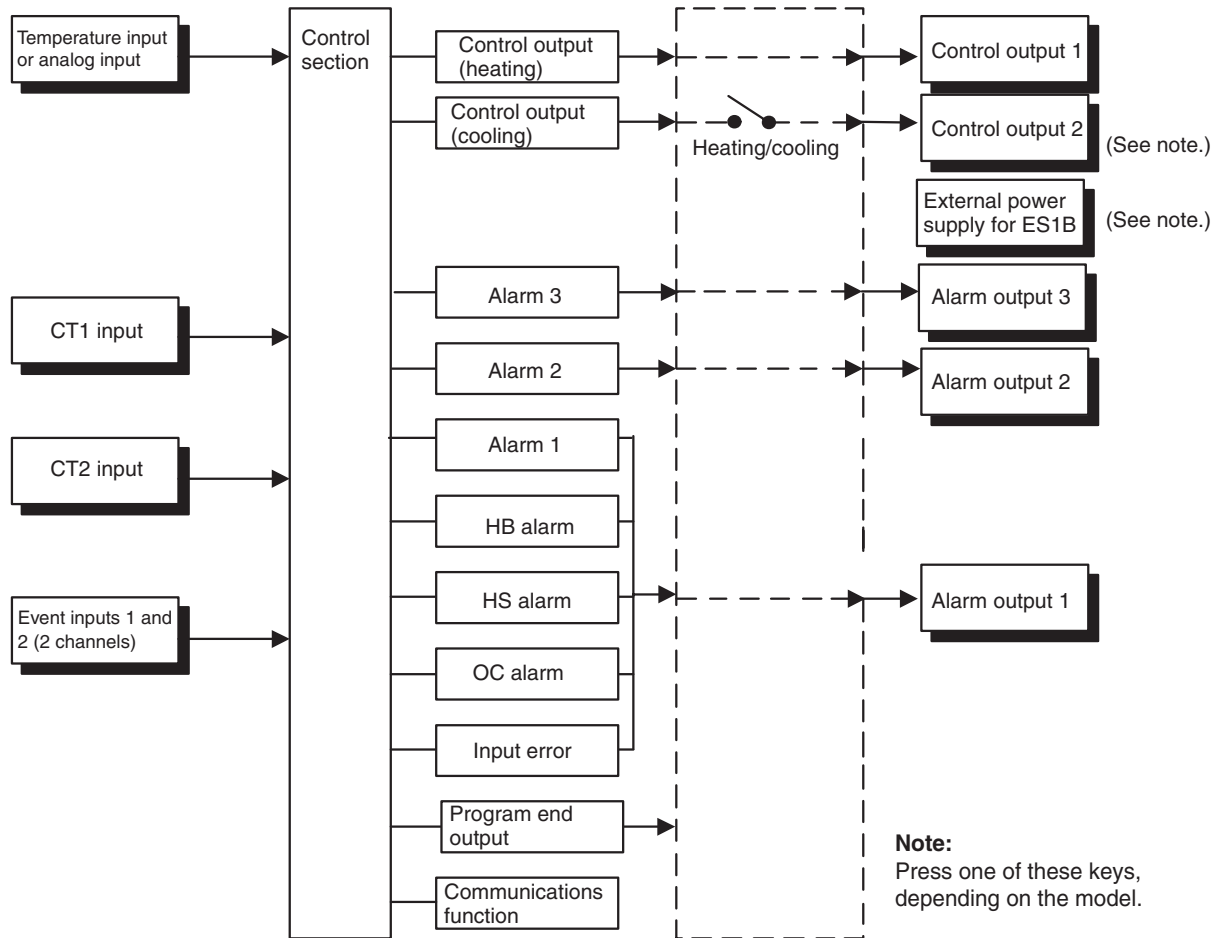 Temperature input
or analog input
Control
section
Control output
(heating)
Control output 1
Control output
(cooling)
Heating/cooling
Control output 2
(See note.)
External power
supply for ES1B
(See note.)
CT1 input
Alarm 3
Alarm output 3
Alarm 2
Alarm output 2
CT2 input
Alarm 1
HB alarm
Event inputs 1 and
2 (2 channels)
HS alarm
Alarm output 1
OC alarm
Input error
Program end
output
Communications
function
Note:
Press one of these keys,
depending on the model.